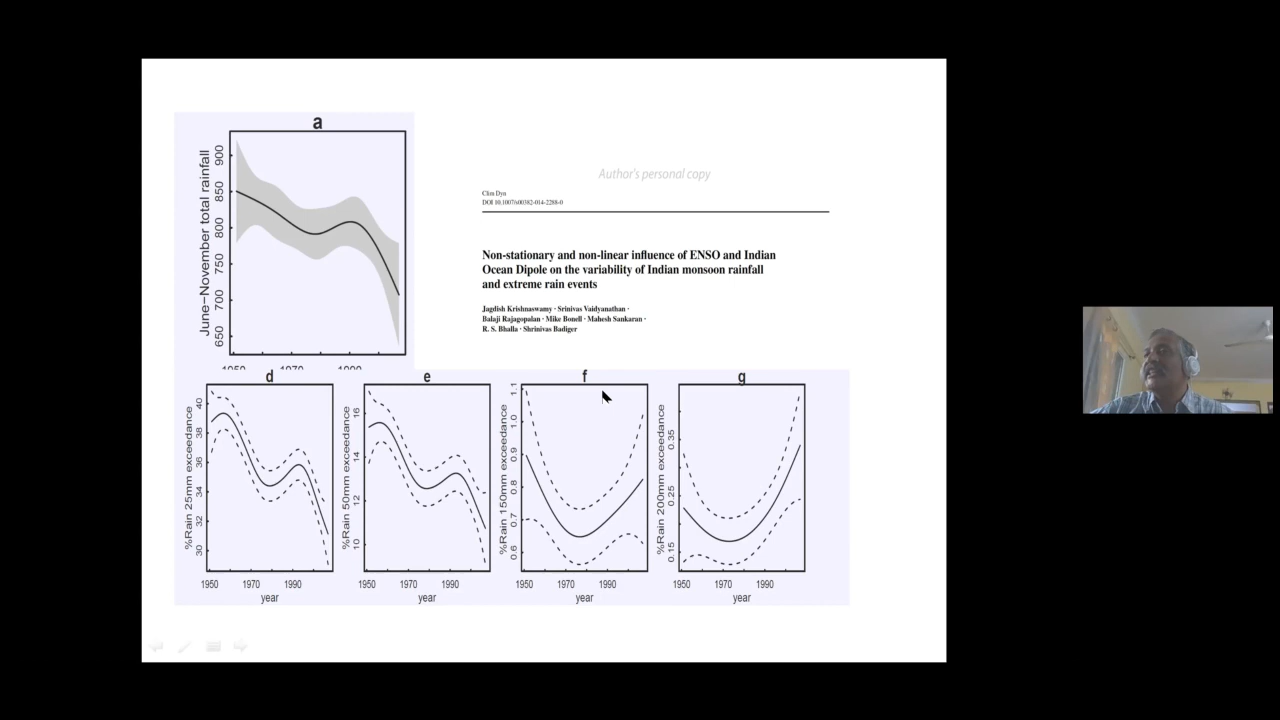 a
June−November total rainfall
900
850
800
750
700
650
Author's personal copy
Clim Dyn
DOI 10.1007/s00382-014-2288-0
Non-stationary and non-linear influence of ENSO and Indian
Ocean Dipole on the variability of Indian monsoon rainfall
and extreme rain events
Jagdish Krishnaswamy · Srinivas Vaidyanathan ·
Balaji Rajagopalan · Mike Bonell · Mahesh Sankaran ·
R. S. Bhalla · Shrinivas Badiger
1950 1970 1990
d
%Rain 25mm exceedance
40
38
36
34
32
30
1950 1970 1990
year
e
%Rain 50mm exceedance
16
14
12
10
1950 1970 1990
year
f
%Rain 150mm exceedance
1.1
1.0
0.9
0.8
0.7
0.6
1950 1970 1990
year
g
%Rain 200mm exceedance
0.35
0.25
0.15
1950 1970 1990
year